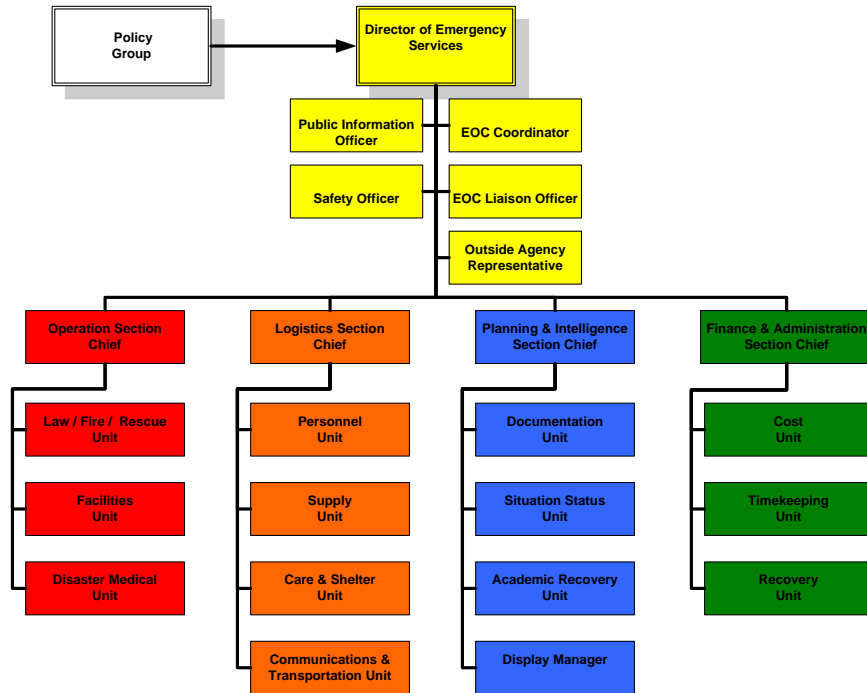 Policy
Group
Director of Emergency
Services
Public Information
Officer
EOC Coordinator
Safety Officer
EOC Liaison Officer
Outside Agency
Representative
Operation Section
Chief
Logistics Section
Chief
Planning & Intelligence
Section Chief
Finance & Administration
Section Chief
Law / Fire / Rescue
Unit
Personnel
Unit
Documentation
Unit
Cost
Unit
Facilities
Unit
Supply
Unit
Situation Status
Unit
Timekeeping
Unit
Disaster Medical
Unit
Care & Shelter
Unit
Academic Recovery
Unit
Recovery
Unit
Communications &
Transportation Unit
Display Manager